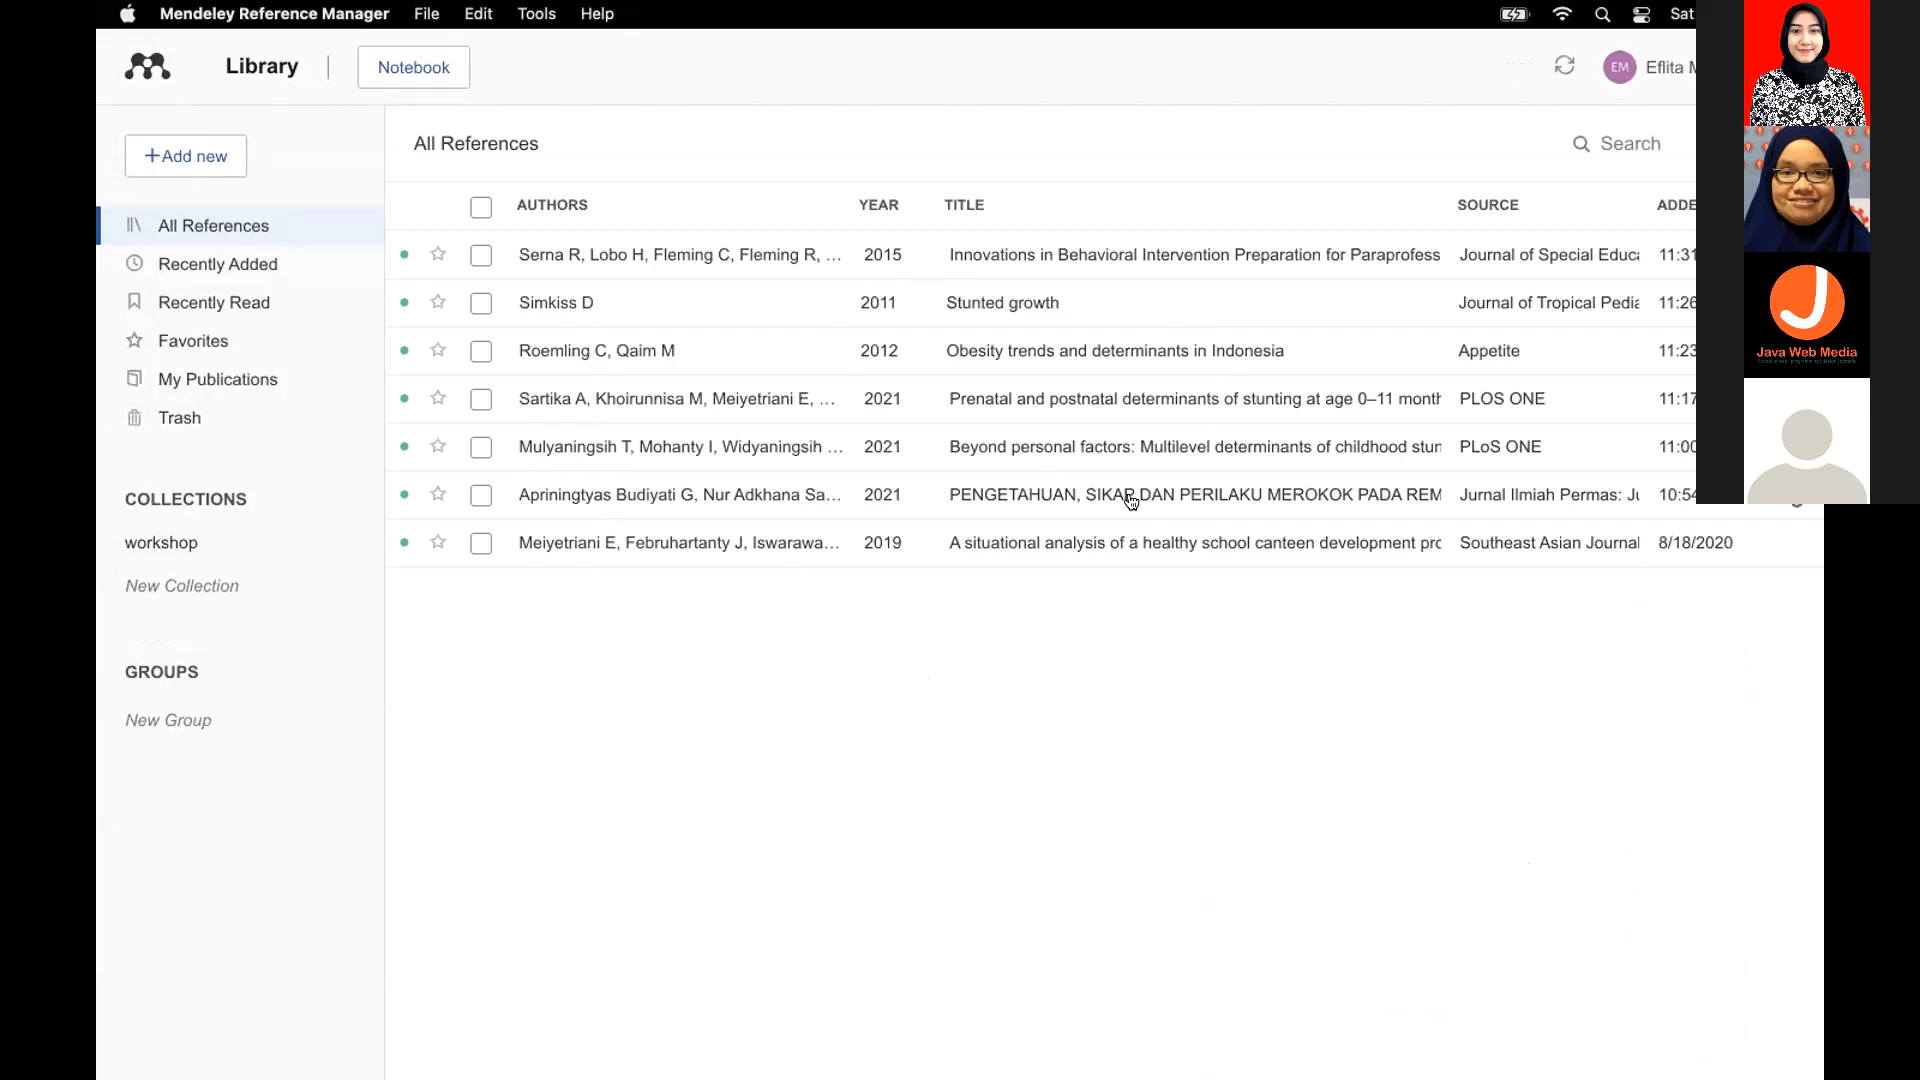 Mendeley Reference Manager File Edit Tools Help Sat
Library Notebook EM Eflita M
+Add new
All References
Recently Added
Recently Read
Favorites
My Publications
Trash
COLLECTIONS
workshop
New Collection
GROUPS
New Group
All References Search
AUTHORS YEAR TITLE SOURCE ADDE
Serna R, Lobo H, Fleming C, Fleming R, ... 2015 Innovations in Behavioral Intervention Preparation for Paraprofess Journal of Special Educa 11:31
Simkiss D 2011 Stunted growth Journal of Tropical Pedia 11:26
Roemling C, Qaim M 2012 Obesity trends and determinants in Indonesia Appetite 11:23
Sartika A, Khoirunnisa M, Meiyetriani E, ... 2021 Prenatal and postnatal determinants of stunting at age 0–11 month PLOS ONE 11:17
Mulyaningsih T, Mohanty I, Widyaningsih ... 2021 Beyond personal factors: Multilevel determinants of childhood stun PLoS ONE 11:00
Apriningtyas Budiyati G, Nur Adkhana Sa... 2021 PENGETAHUAN, SIKAP DAN PERILAKU MEROKOK PADA REM Jurnal Ilmiah Permas: Ju 10:54
Meiyetriani E, Februhartanty J, Iswarawa... 2019 A situational analysis of a healthy school canteen development pro Southeast Asian Journal 8/18/2020
Java Web Media